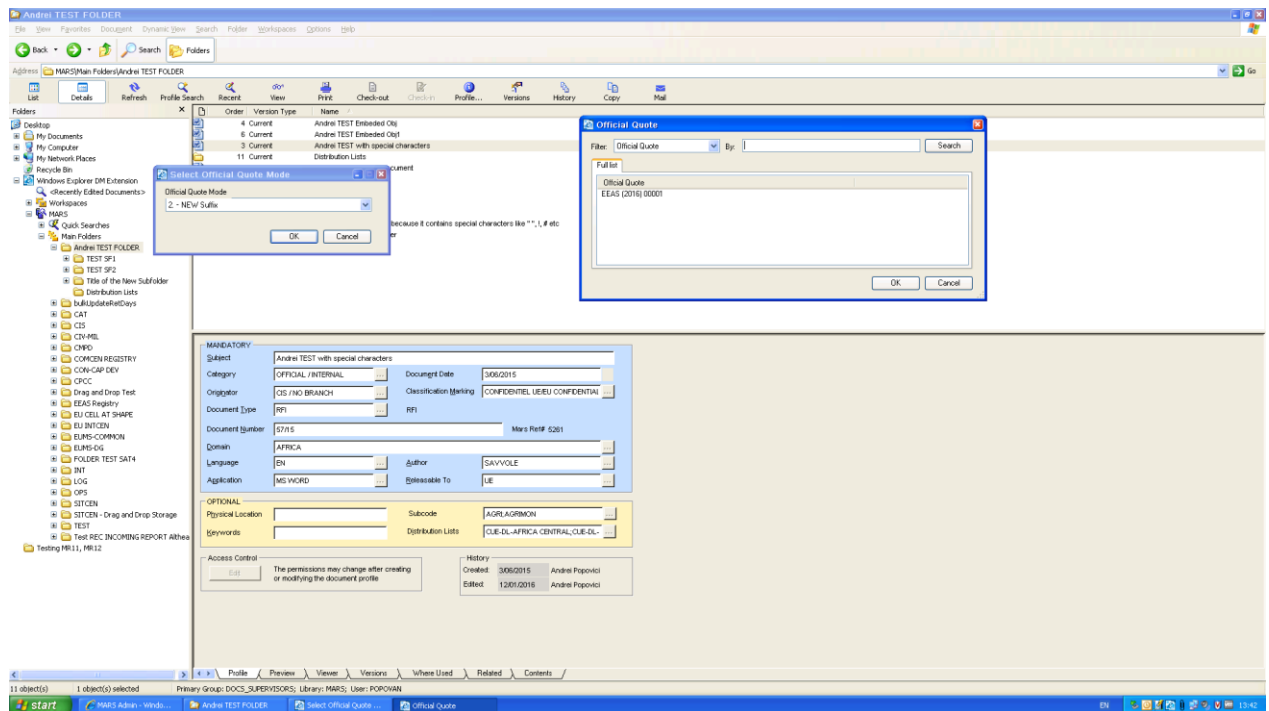 Andrei TEST FOLDER
File View Favorites Document Dynamic View Search Folder Workspaces Options Help
Back Search Folders
Address MARS\Main Folders\Andrei TEST FOLDER Go
List Details Refresh Profile Search Recent View Print Check-out Check-in Profile... Versions History Copy Mail
Folders
Desktop
My Documents
My Computer
My Network Places
Recycle Bin
Windows Explorer DM Extension
<Recently Edited Documents>
Workspaces
MARS
Quick Searches
Main Folders
Andrei TEST FOLDER
TEST SF1
TEST SF2
Title of the New Subfolder
Distribution Lists
bulkUpdateRetDays
CAT
CIS
CIV-MIL
CMPD
COMCEN REGISTRY
CON-CAP DEV
CPCC
Drag and Drop Test
EEAS Registry
EU CELL AT SHAPE
EU INTCEN
EUMS-COMMON
EUMS-DG
FOLDER TEST SAT4
INT
LOG
OPS
SITCEN
SITCEN - Drag and Drop Storage
TEST
Test REC INCOMING REPORT Althea
Testing MR11, MR12
Order Version Type Name
4 Current Andrei TEST Embeded Obj
6 Current Andrei TEST Embeded Obj1
3 Current Andrei TEST with special characters
11 Current Distribution Lists
cument
because it contains special characters like " ", !, # etc
er
Select Official Quote Mode
Official Quote Mode
2. - NEW Suffix
OK Cancel
Official Quote
Filter: Official Quote By: Search
Full list
Official Quote
EEAS (2016) 00001
OK Cancel
MANDATORY
Subject Andrei TEST with special characters
Category OFFICIAL / INTERNAL ... Document Date 3/06/2015
Originator CIS / NO BRANCH ... Classification Marking CONFIDENTIEL UE/EU CONFIDENTIAL ...
Document Type RFI ... RFI
Document Number 57/15 Mars Ref# 5261
Domain AFRICA ...
Language EN ... Author SAVVOLE ...
Application MS WORD ... Releasable To UE ...
OPTIONAL
Physical Location Subcode AGRI;AGRIMON ...
Keywords Distribution Lists CUE-DL-AFRICA CENTRAL;CUE-DL- ...
Access Control
Edit The permissions may change after creating
or modifying the document profile
History
Created: 3/06/2015 Andrei Popovici
Edited: 12/01/2016 Andrei Popovici
Profile Preview Viewer Versions Where Used Related Contents
11 object(s) 1 object(s) selected Primary Group: DOCS_SUPERVISORS; Library: MARS; User: POPOVAN
start MARS Admin - Windo... Andrei TEST FOLDER Select Official Quote ... Official Quote EN 13:42